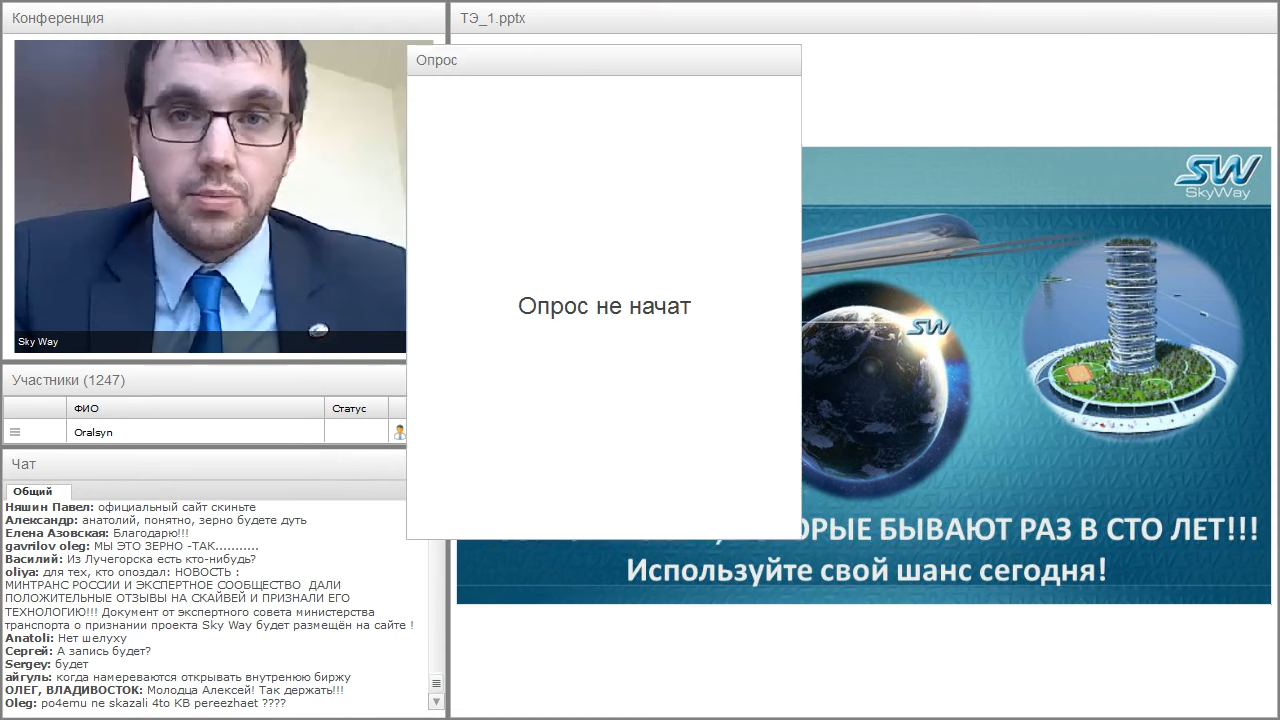 Конференция
Sky Way
Участники (1247)
ФИО
Статус
Oralsyn
Чат
Общий
Няшин Павел: официальный сайт скиньте
Александр: анатолий, понятно, зерно будете дуть
Елена Азовская: Благодарю!!!
gavrilov oleg: МЫ ЭТО ЗЕРНО -ТАК..........
Василий: Из Лучегорска есть кто-нибудь?
oliya: для тех, кто опоздал: НОВОСТЬ :
МИНТРАНС РОССИИ И ЭКСПЕРТНОЕ СООБЩЕСТВО ДАЛИ
ПОЛОЖИТЕЛЬНЫЕ ОТЗЫВЫ НА СКАЙВЕЙ И ПРИЗНАЛИ ЕГО
ТЕХНОЛОГИЮ!!! Документ от экспертного совета министерства
транспорта о признании проекта Sky Way будет размещён на сайте !
Anatoli: Нет шелуху
Сергей: А запись будет?
Sergey: будет
айгуль: когда намереваются открывать внутренюю биржу
ОЛЕГ, ВЛАДИВОСТОК: Молодца Алексей! Так держать!!!
Oleg: po4emu ne skazali 4to KB pereezhaet ????
Опрос
Опрос не начат
ТЭ_1.pptx
SW
SkyWay
SW
ОРЫЕ БЫВАЮТ РАЗ В СТО ЛЕТ!!!
Используйте свой шанс сегодня!